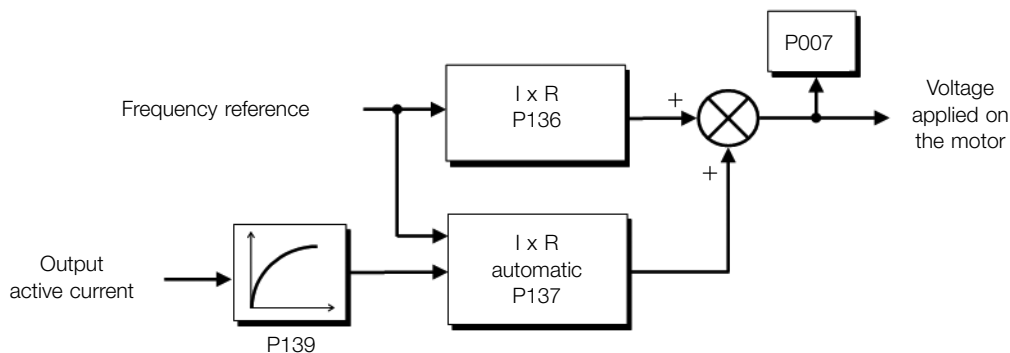 P007
Frequency reference
I x R
P136
+
Voltage
applied on
the motor
+
I x R
automatic
P137
Output
active current
P139